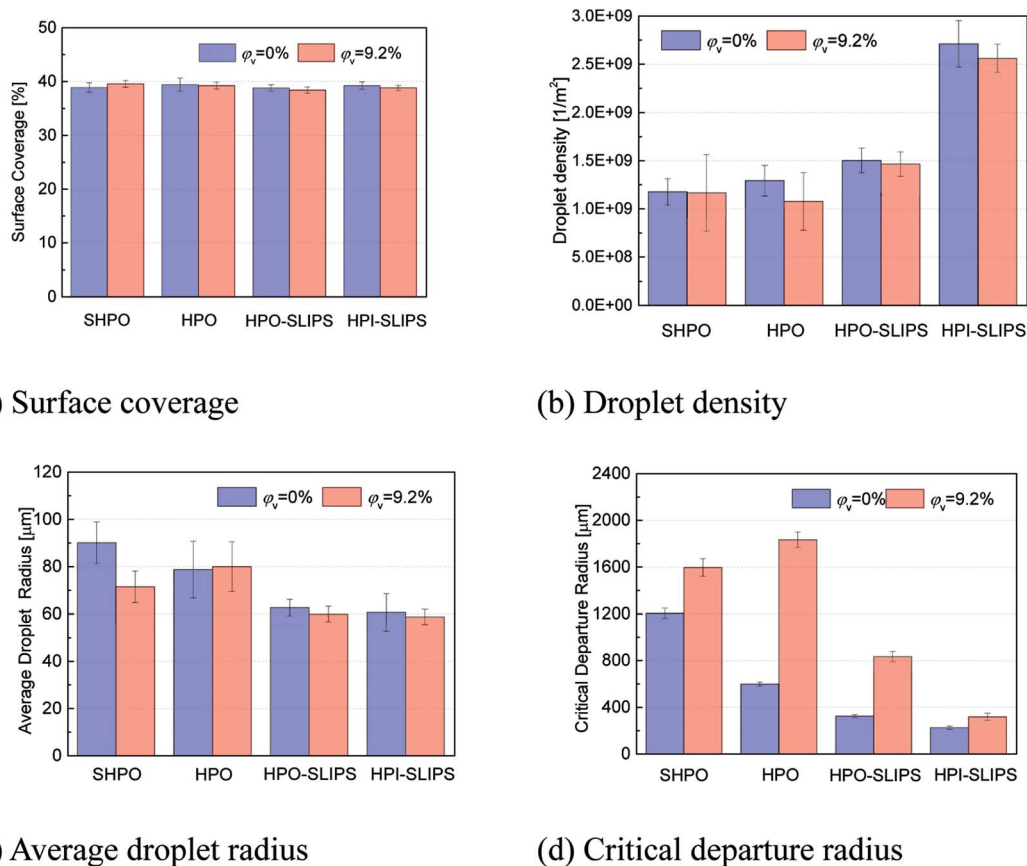 50
40
30
20
10
0
Surface Coverage [%]
φv=0% φv=9.2%
SHPO HPO HPO-SLIPS HPI-SLIPS
) Surface coverage
3.0E+09
2.5E+09
2.0E+09
1.5E+09
1.0E+09
5.0E+08
0.0E+00
Droplet density [1/m²]
φv=0% φv=9.2%
SHPO HPO HPO-SLIPS HPI-SLIPS
(b) Droplet density
120
100
80
60
40
20
0
Average Droplet Radius [μm]
φv=0% φv=9.2%
SHPO HPO HPO-SLIPS HPI-SLIPS
) Average droplet radius
2400
2000
1600
1200
800
400
0
Critical Departure Radius [μm]
φv=0% φv=9.2%
SHPO HPO HPO-SLIPS HPI-SLIPS
(d) Critical departure radius